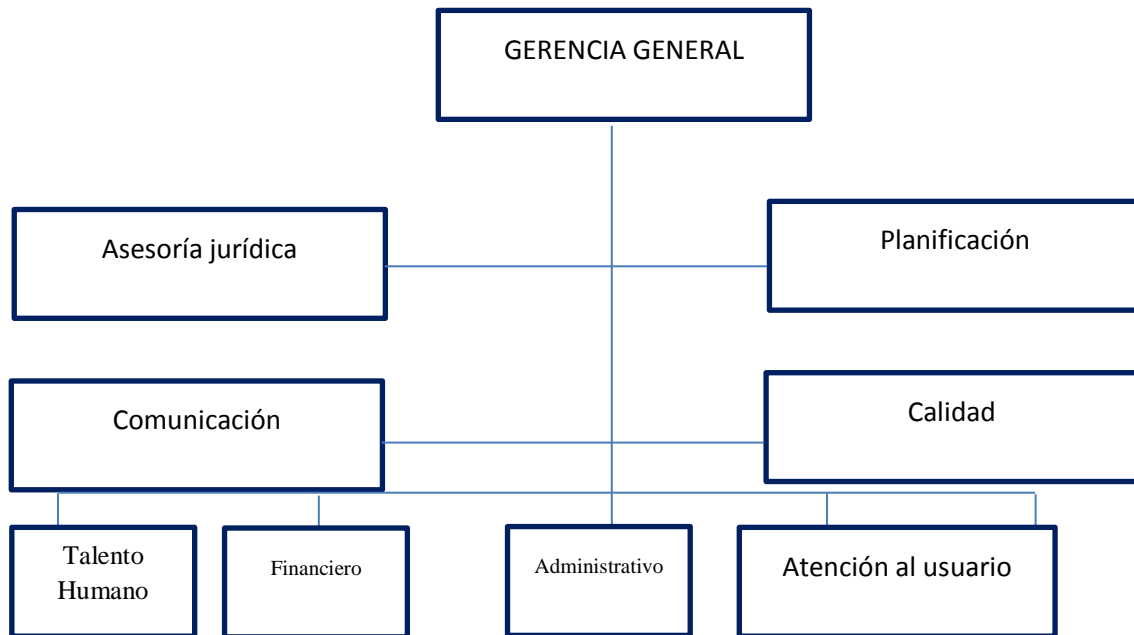 GERENCIA GENERAL
Asesoría jurídica
Planificación
Comunicación
Calidad
Talento
Humano
Financiero
Administrativo
Atención al usuario